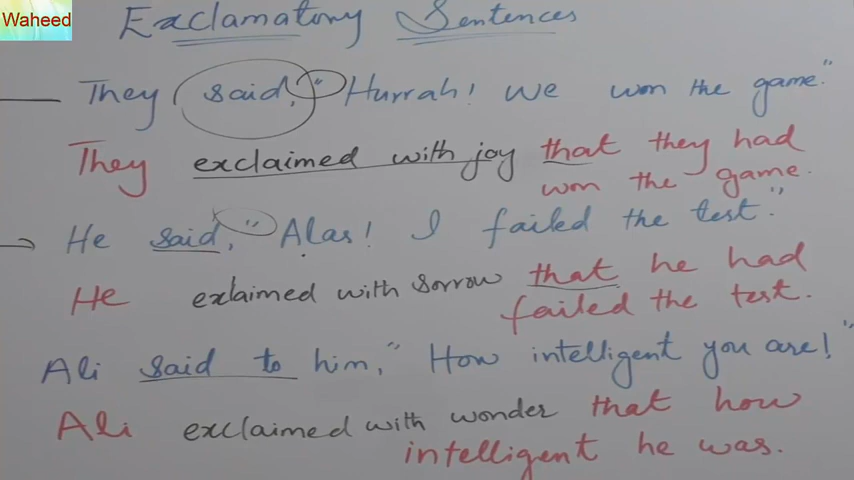 Waheed
Exclamatory Sentences
They said, "Hurrah! We won the game."
They exclaimed with joy that they had
won the game.
He said, "Alas! I failed the test."
He exlaimed with sorrow that he had
failed the test.
Ali said to him, "How intelligent you are!"
Ali exclaimed with wonder that how
intelligent he was.